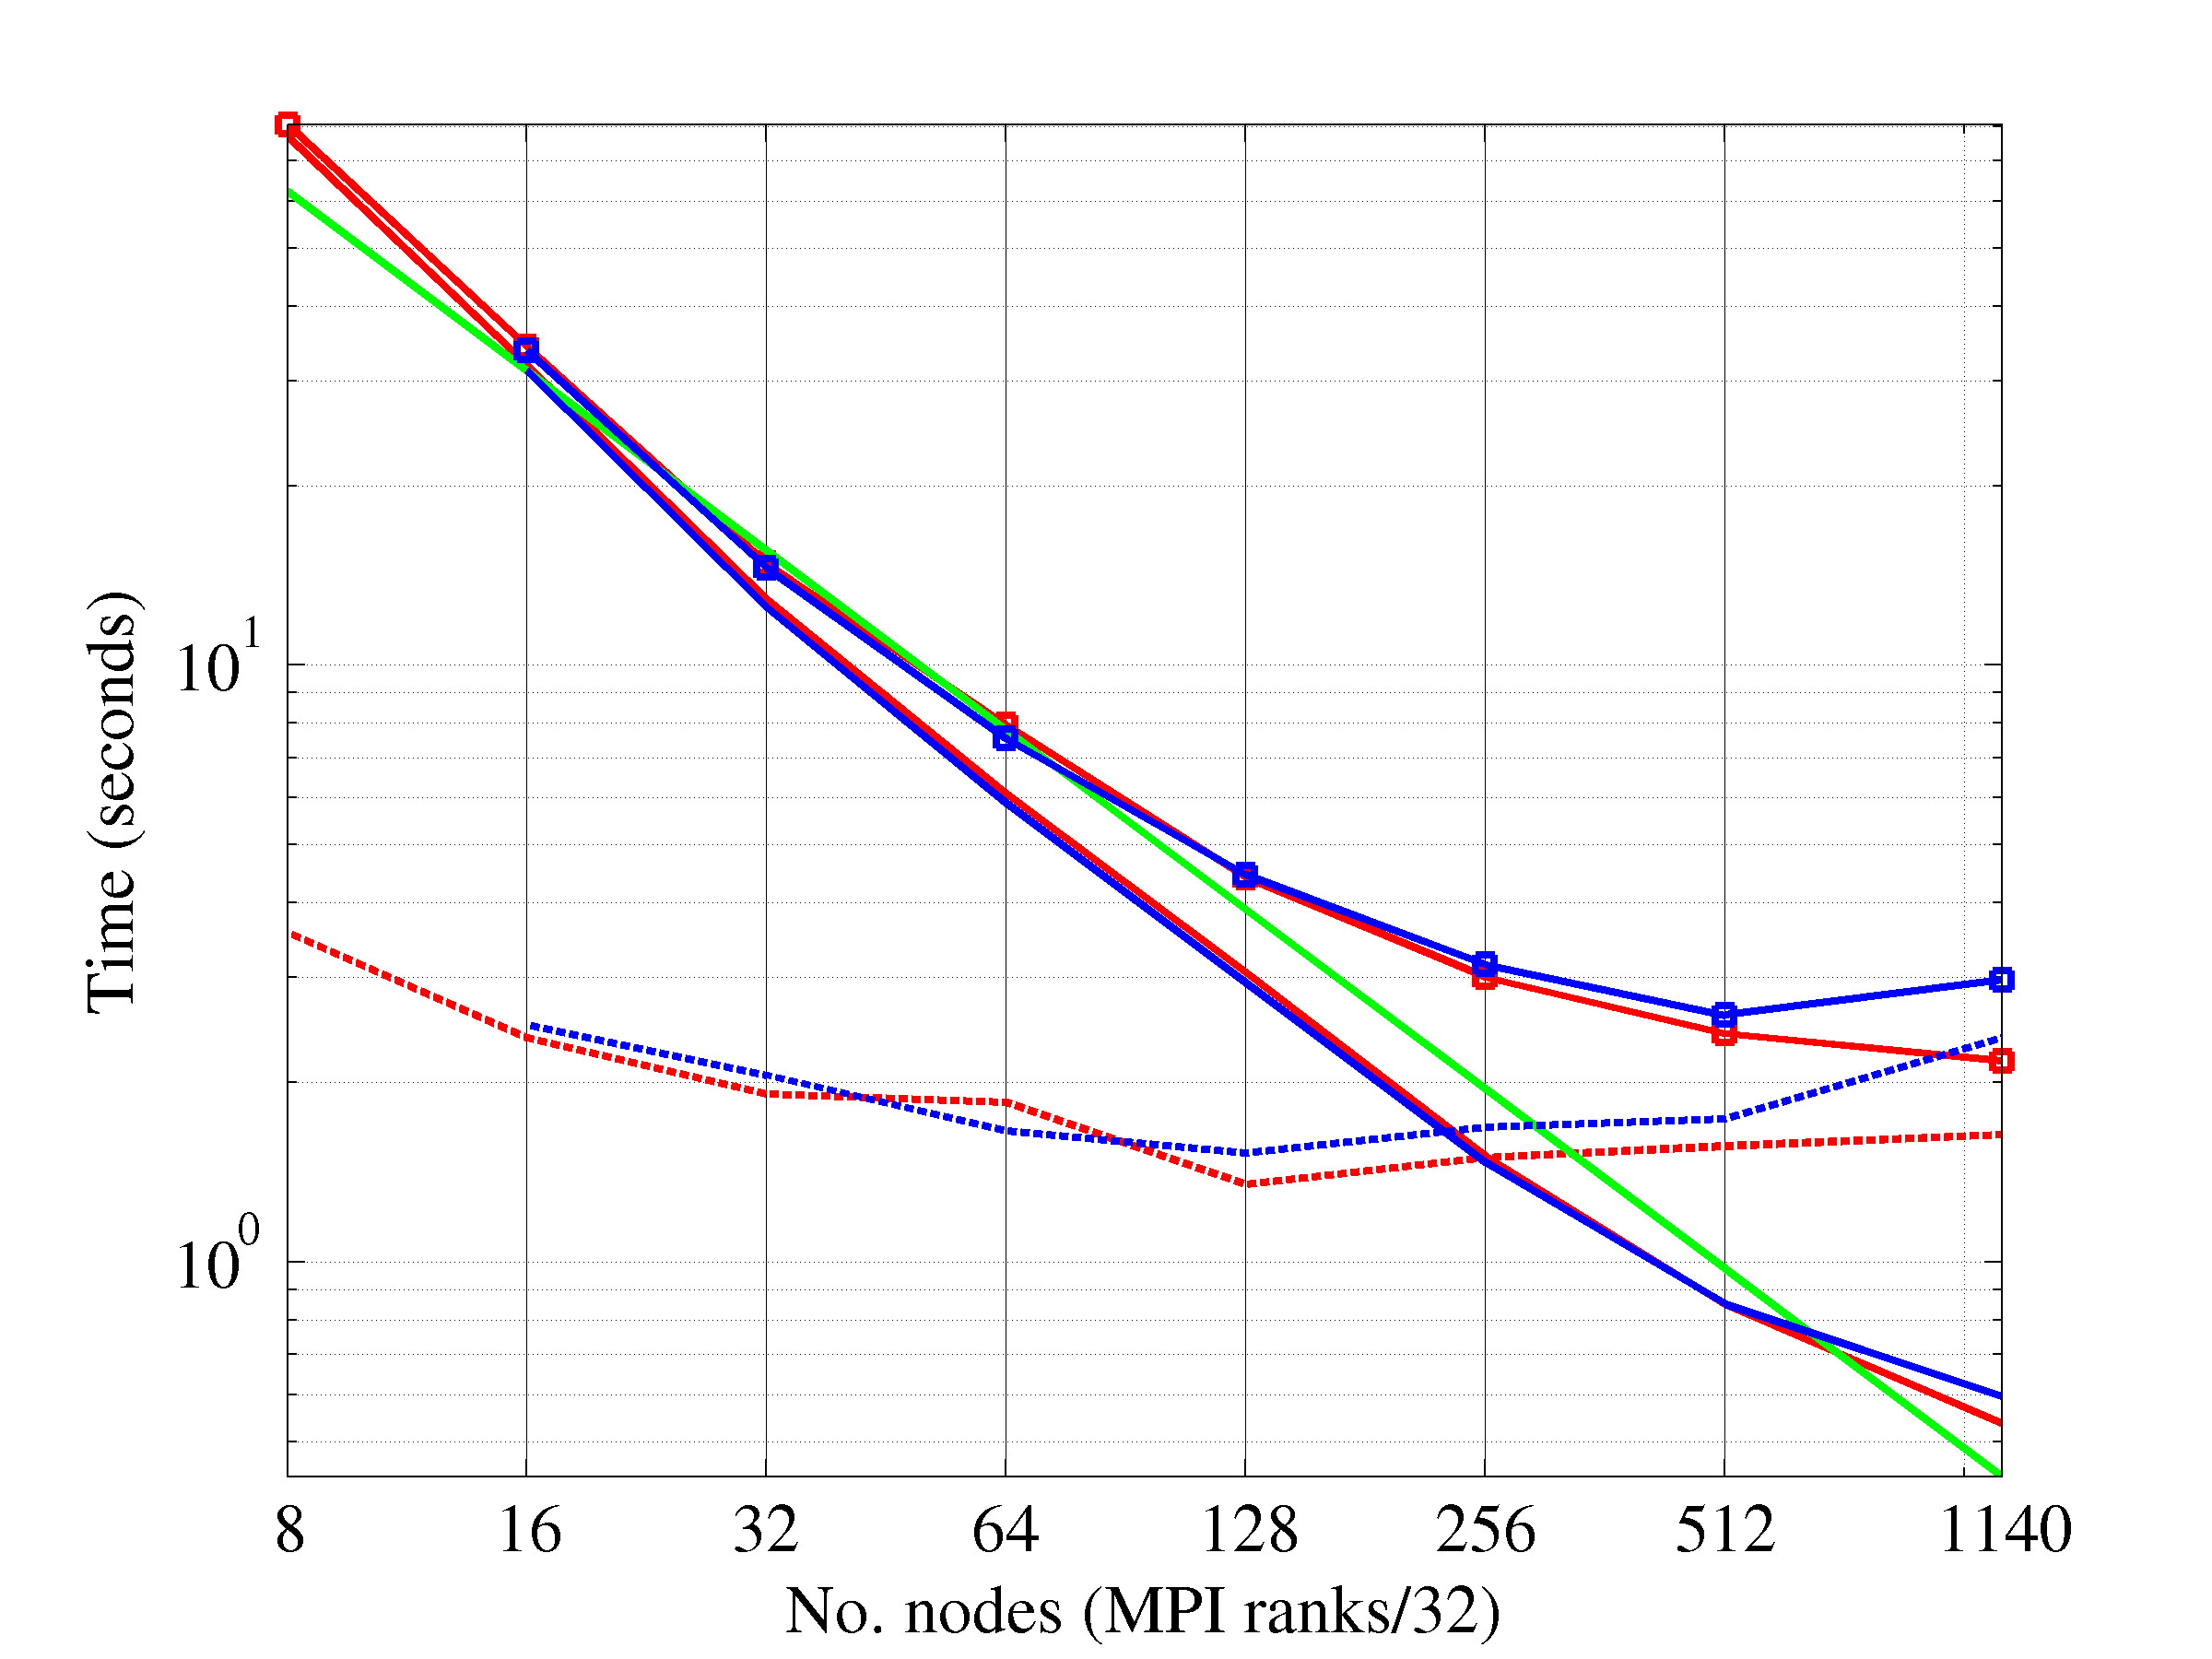 Time (seconds)
10^1
10^0
8 16 32 64 128 256 512 1140
No. nodes (MPI ranks/32)